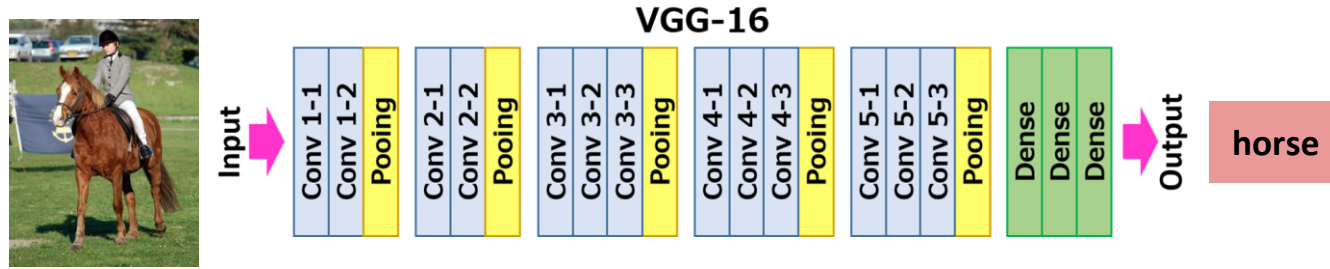 VGG-16
Input
Conv 1-1
Conv 1-2
Pooing
Conv 2-1
Conv 2-2
Pooing
Conv 3-1
Conv 3-2
Conv 3-3
Pooing
Conv 4-1
Conv 4-2
Conv 4-3
Pooing
Conv 5-1
Conv 5-2
Conv 5-3
Pooing
Dense
Dense
Dense
Output
horse